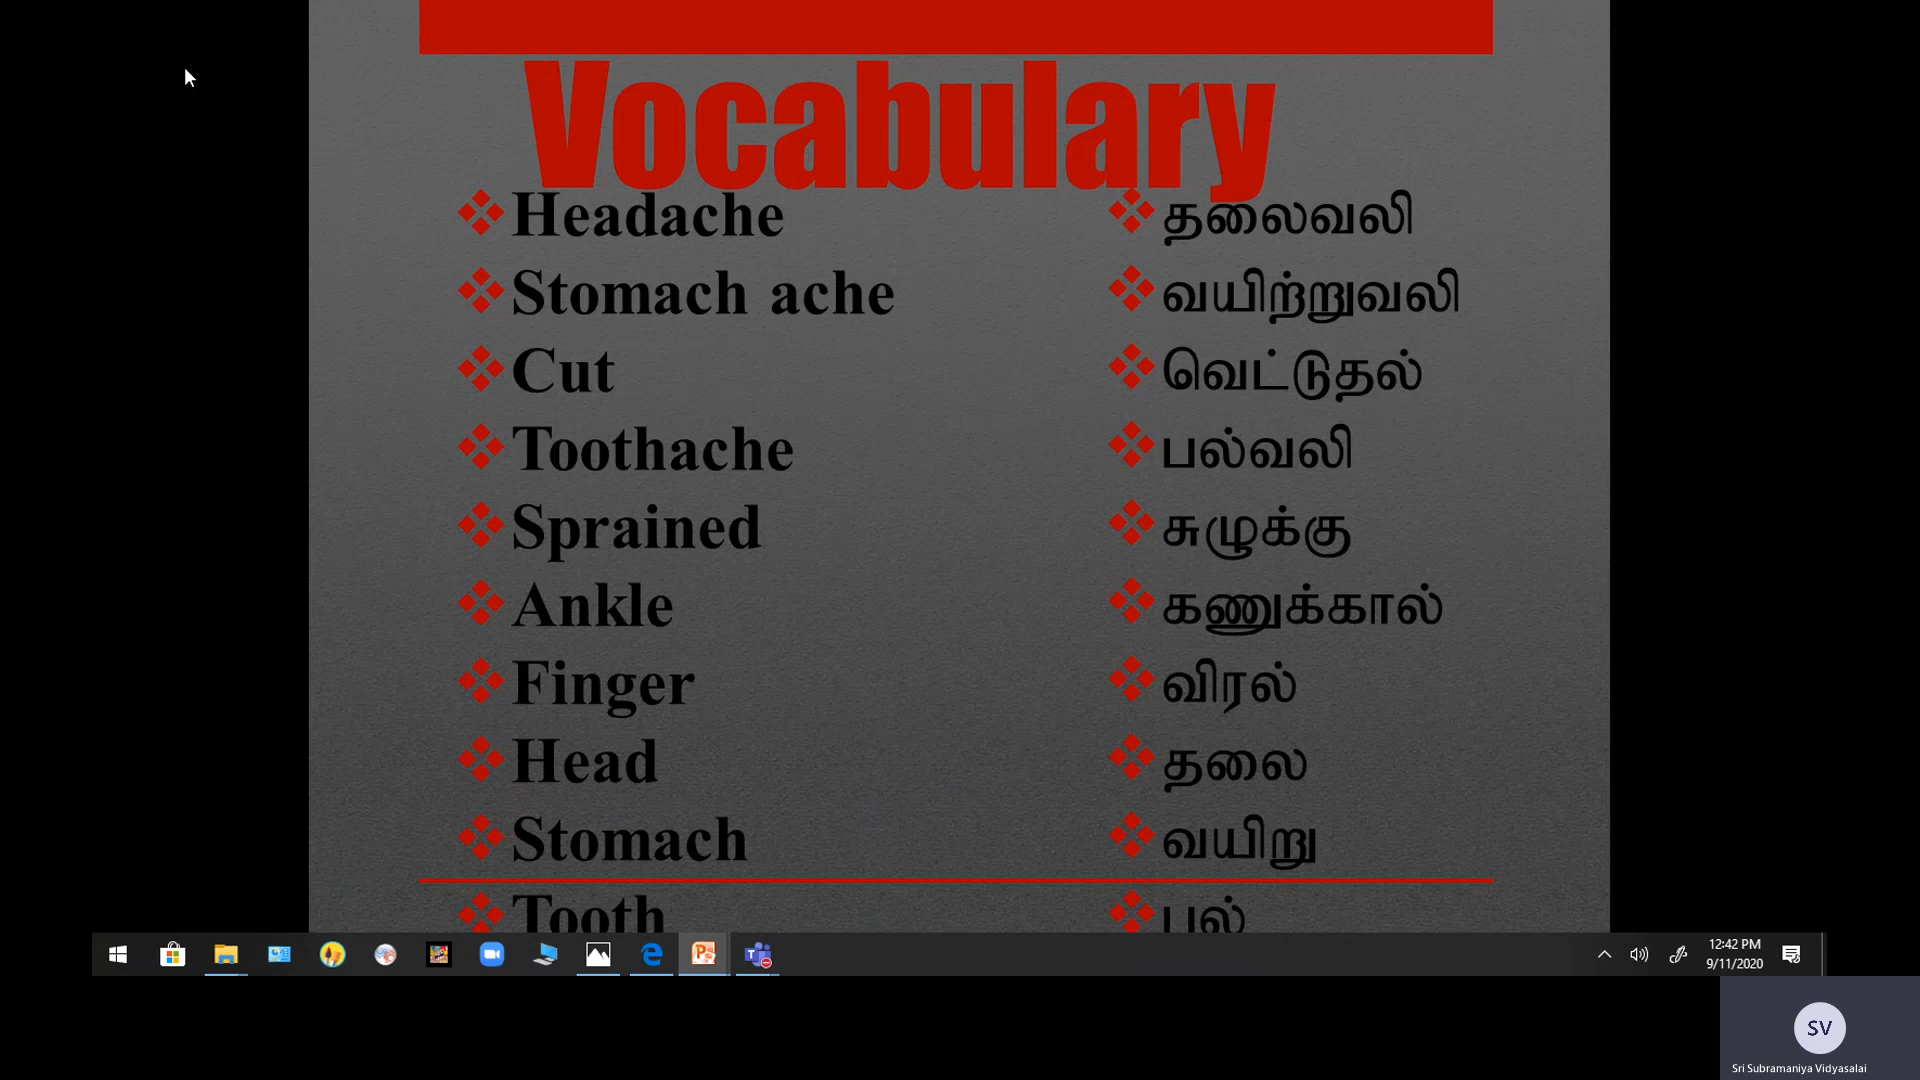 Vocabulary
Headache தலைவலி
Stomach ache வயிற்றுவலி
Cut வெட்டுதல்
Toothache பல்வலி
Sprained சுழுக்கு
Ankle கணுக்கால்
Finger விரல்
Head தலை
Stomach வயிறு
Tooth பல்
12:42 PM
9/11/2020
SV
Sri Subramaniya Vidyasalai